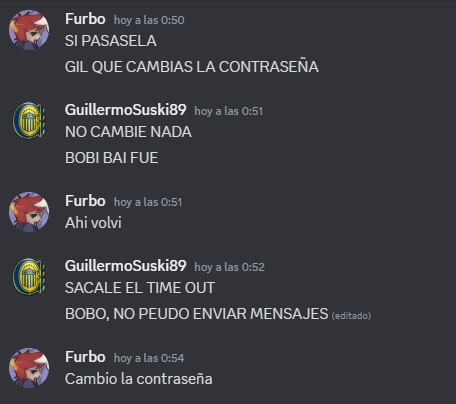 Furbo hoy a las 0:50
SI PASASELA
GIL QUE CAMBIAS LA CONTRASEÑA
GuillermoSuski89 hoy a las 0:51
NO CAMBIE NADA
BOBI BAI FUE
Furbo hoy a las 0:51
Ahi volvi
GuillermoSuski89 hoy a las 0:52
SACALE EL TIME OUT
BOBO, NO PEUDO ENVIAR MENSAJES (editado)
Furbo hoy a las 0:54
Cambio la contraseña